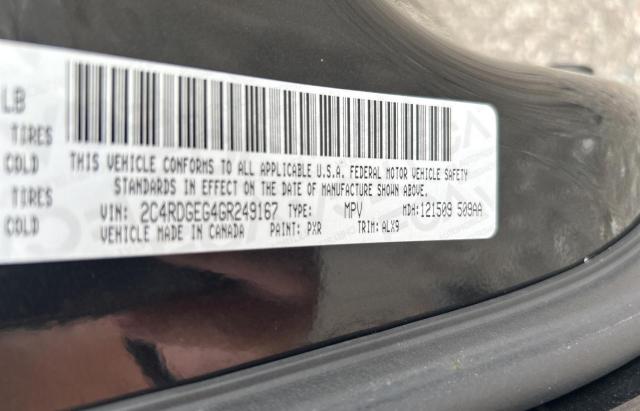 LB
TIRES
COLD
TIRES
COLD
THIS VEHICLE CONFORMS TO ALL APPLICABLE U.S.A. FEDERAL MOTOR VEHICLE SAFETY
STANDARDS IN EFFECT ON THE DATE OF MANUFACTURE SHOWN ABOVE.
VIN: 2C4RDGEG4GR249167 TYPE: MPV MDH: 121509 509AA
VEHICLE MADE IN CANADA PAINT: PXR TRIM: ALX9